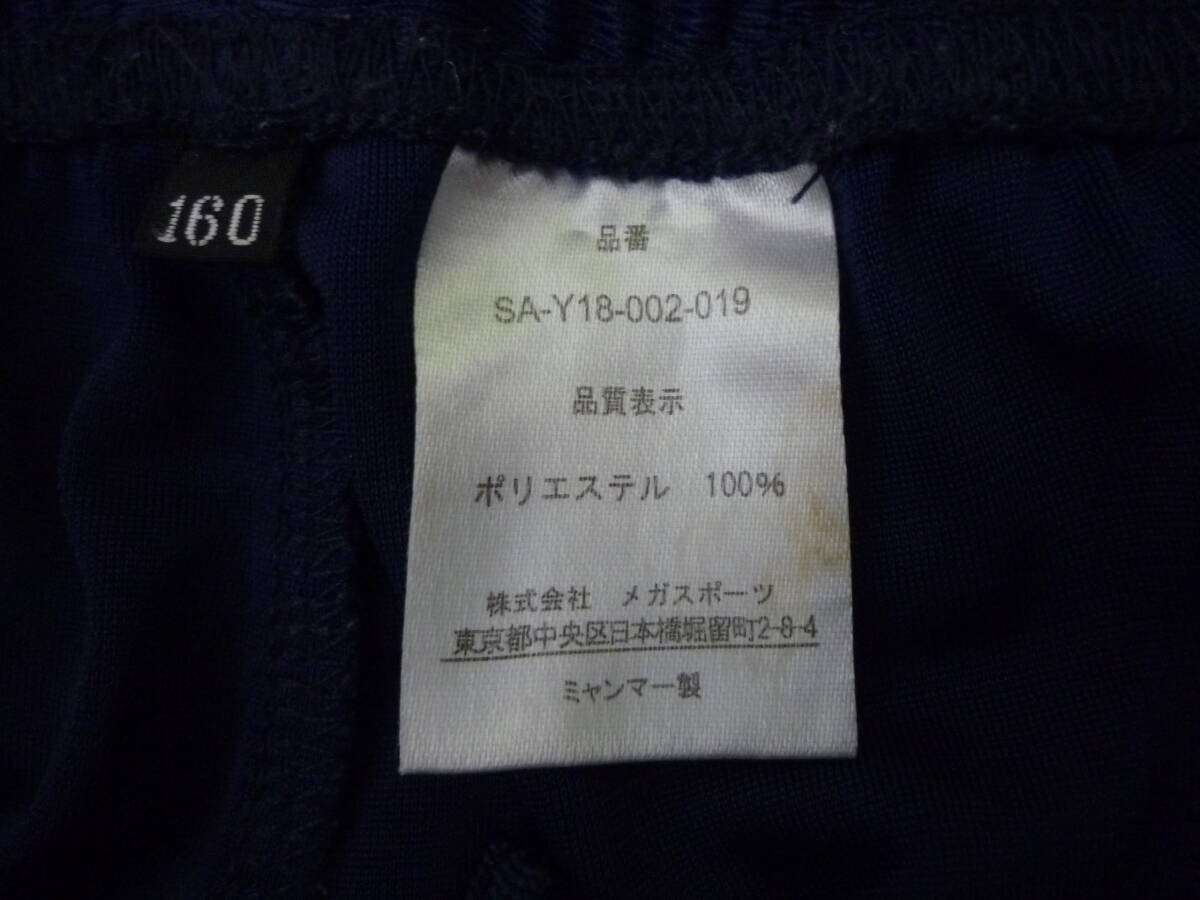 160
品番
SA-Y18-002-019
品質表示
ポリエステル 100%
株式会社 メガスポーツ
東京都中央区日本橋堀留町2-8-4
ミャンマー製